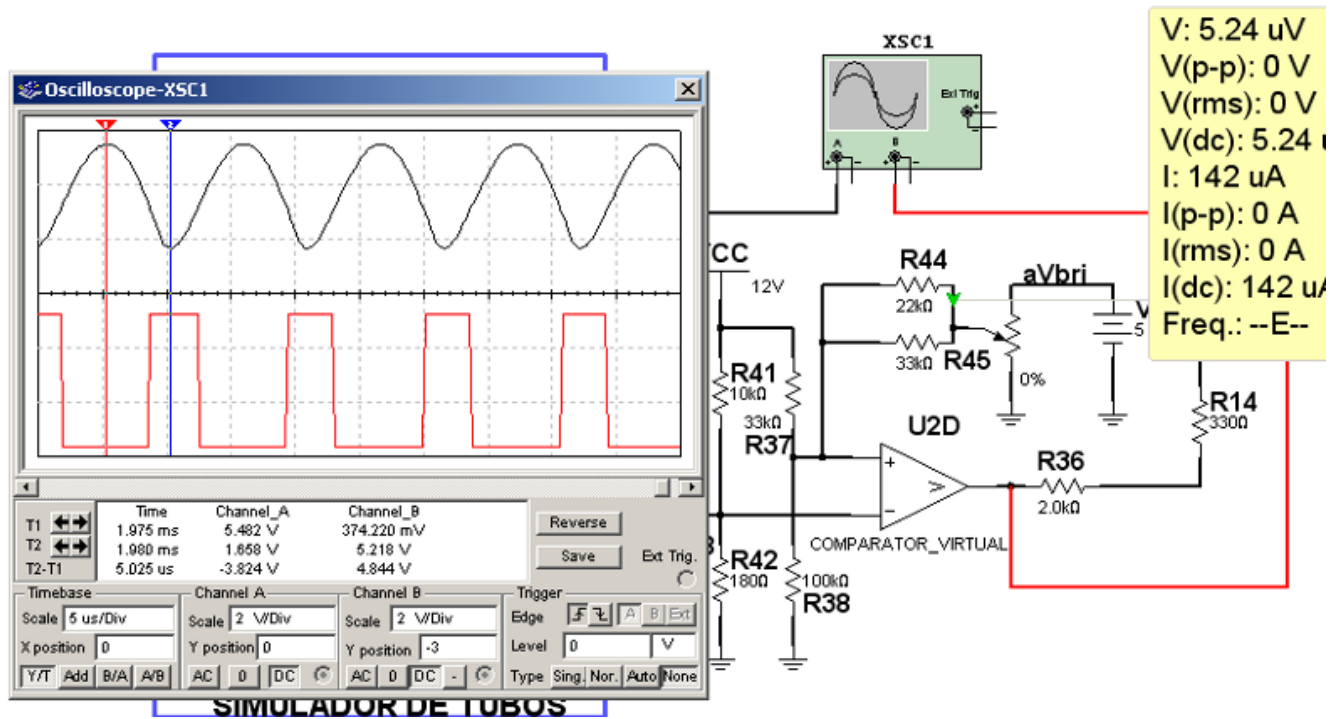 Oscilloscope-XSC1
Time Channel_A Channel_B
T1 1.975 ms 5.482 V 374.220 mV
T2 1.980 ms 1.658 V 5.218 V
T2-T1 5.025 us -3.824 V 4.844 V
Reverse
Save
Ext Trig.
Timebase
Scale 5 us/Div
X position 0
Y/T Add B/A A/B
Channel A
Scale 2 V/Div
Y position 0
AC 0 DC
Channel B
Scale 2 V/Div
Y position -3
AC 0 DC -
Trigger
Edge A B Ext
Level 0 V
Type Sing. Nor. Auto None
SIMULADOR DE TUBOS
XSC1
Ext Trig
A B
V: 5.24 uV
V(p-p): 0 V
V(rms): 0 V
V(dc): 5.24 u
I: 142 uA
I(p-p): 0 A
I(rms): 0 A
I(dc): 142 uA
Freq.: --E--
12V
R44
22kΩ
33kΩ
R45
aVbri
0%
5
R41
10kΩ
33kΩ
R37
U2D
COMPARATOR_VIRTUAL
R36
2.0kΩ
R14
330Ω
R42
180Ω
100kΩ
R38